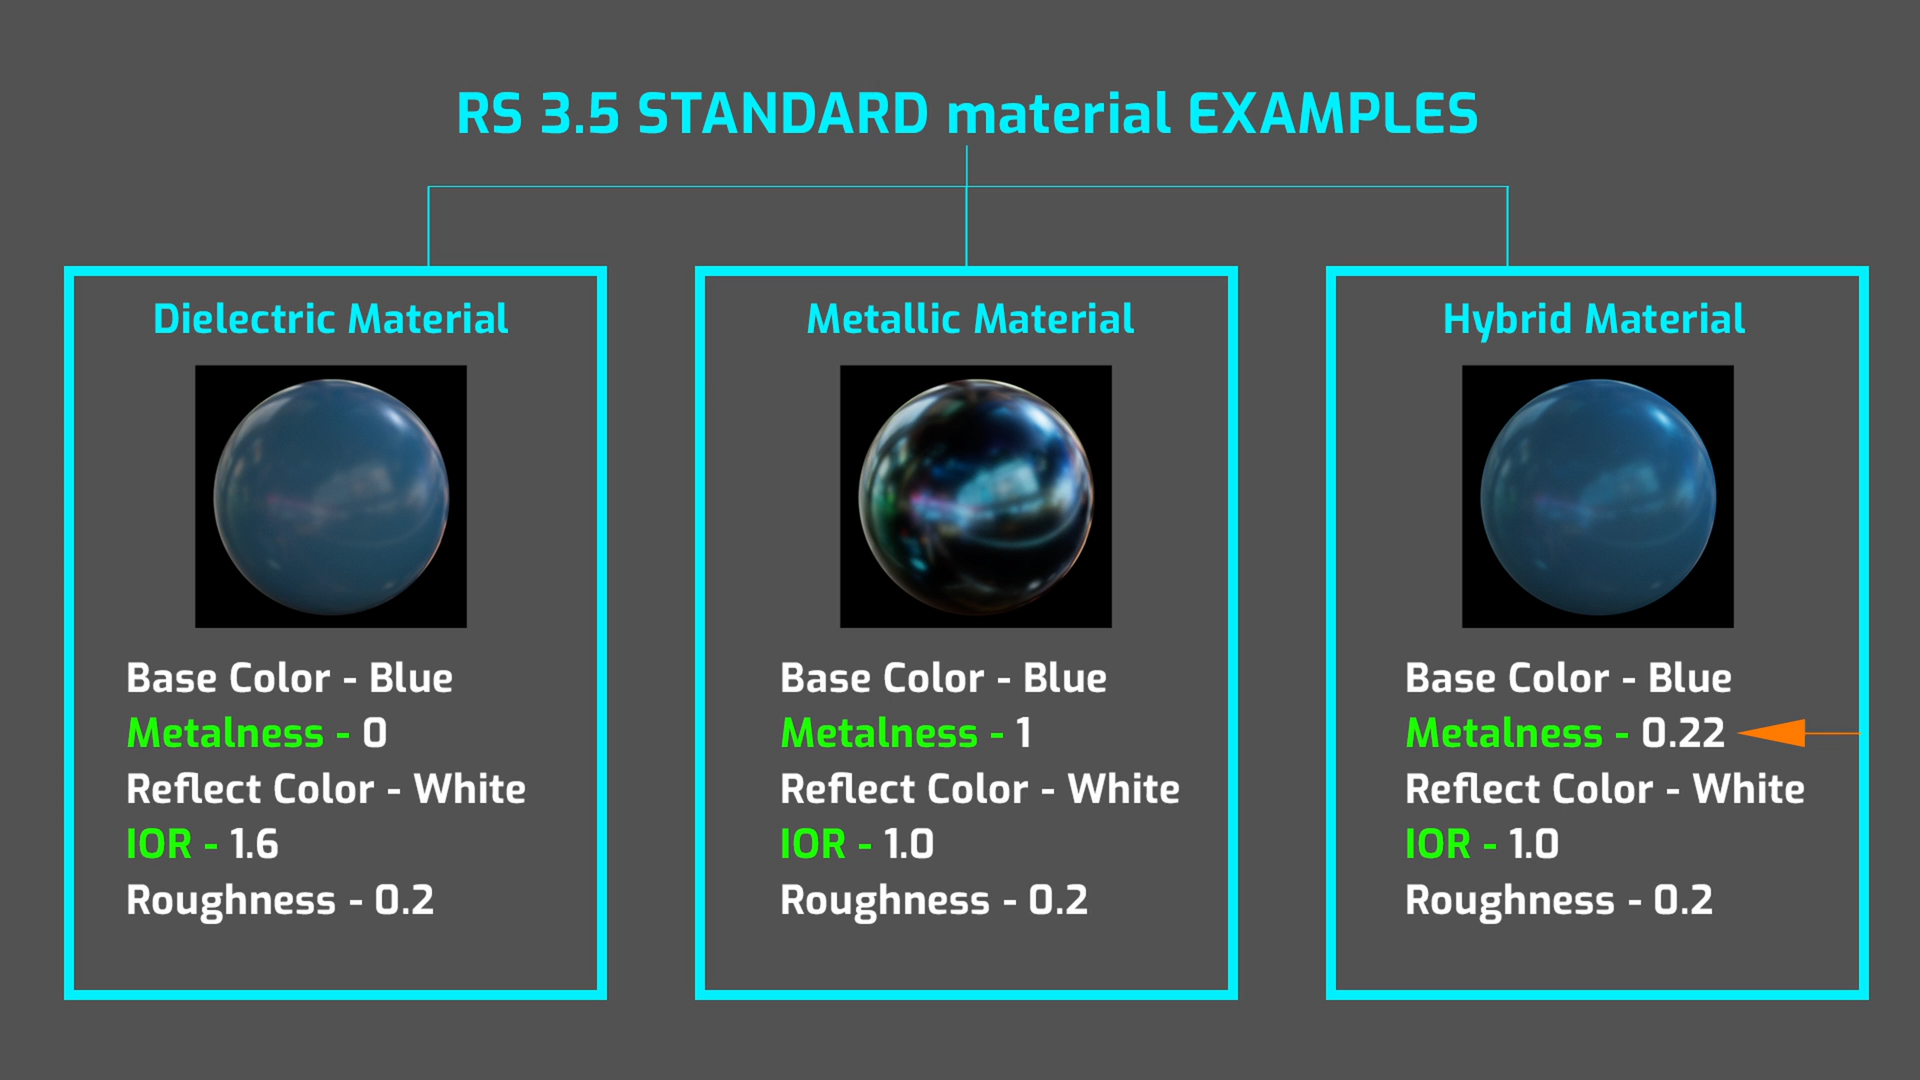 RS 3.5 STANDARD material EXAMPLES
Dielectric Material
Base Color - Blue
Metalness - 0
Reflect Color - White
IOR - 1.6
Roughness - 0.2
Metallic Material
Base Color - Blue
Metalness - 1
Reflect Color - White
IOR - 1.0
Roughness - 0.2
Hybrid Material
Base Color - Blue
Metalness - 0.22
Reflect Color - White
IOR - 1.0
Roughness - 0.2